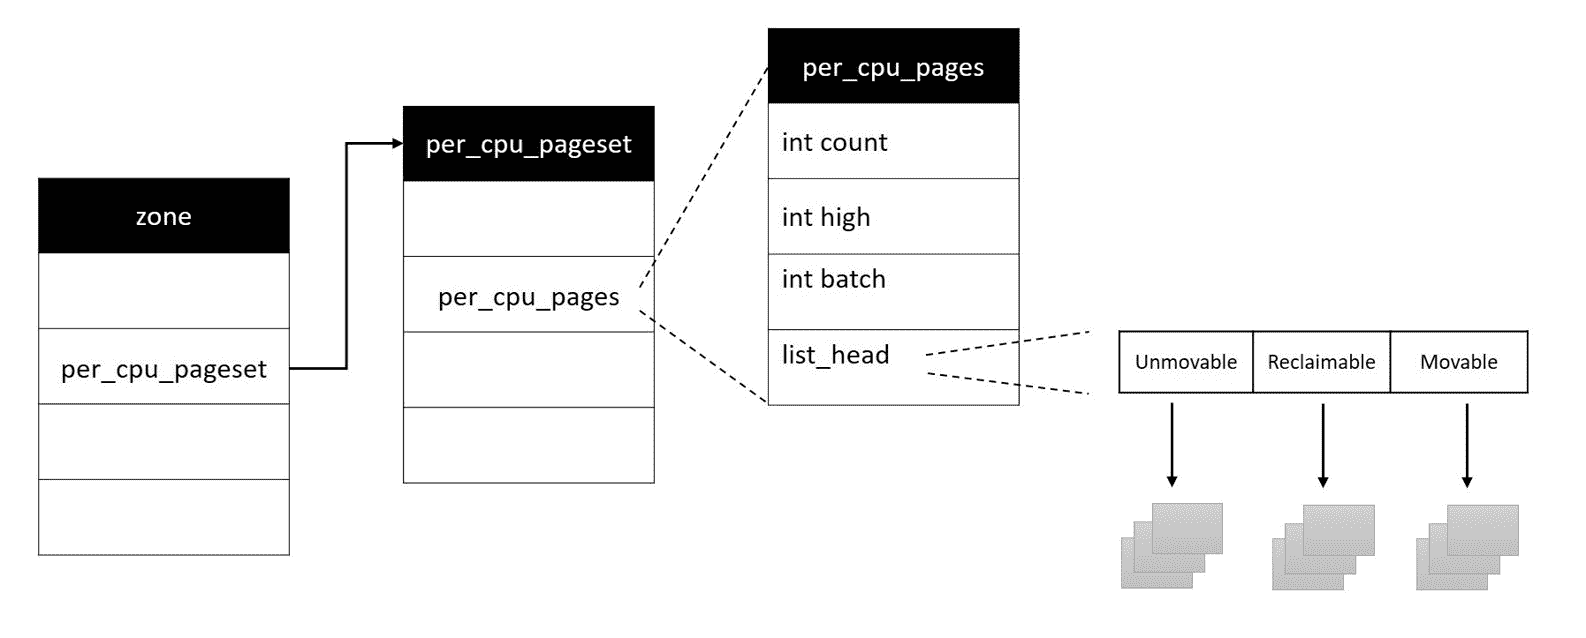 zone
per_cpu_pageset
per_cpu_pageset
per_cpu_pages
per_cpu_pages
int count
int high
int batch
list_head
Unmovable
Reclaimable
Movable